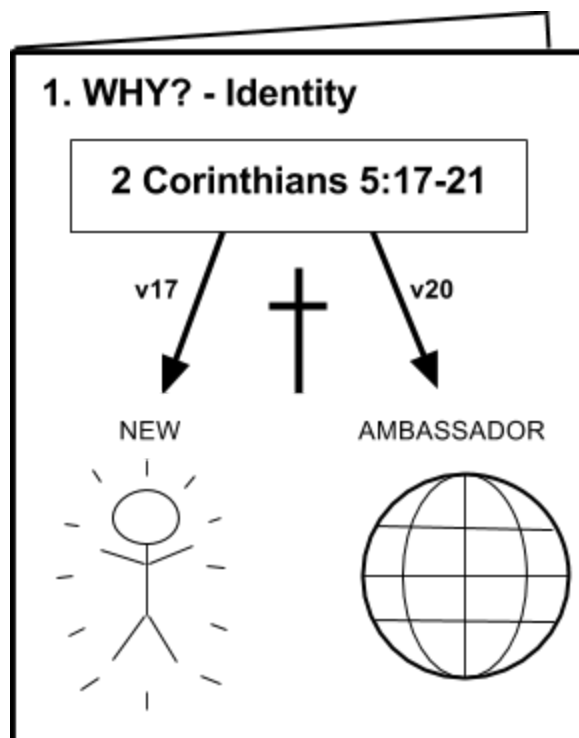 1. WHY? - Identity
2 Corinthians 5:17-21
v17
v20
NEW
AMBASSADOR